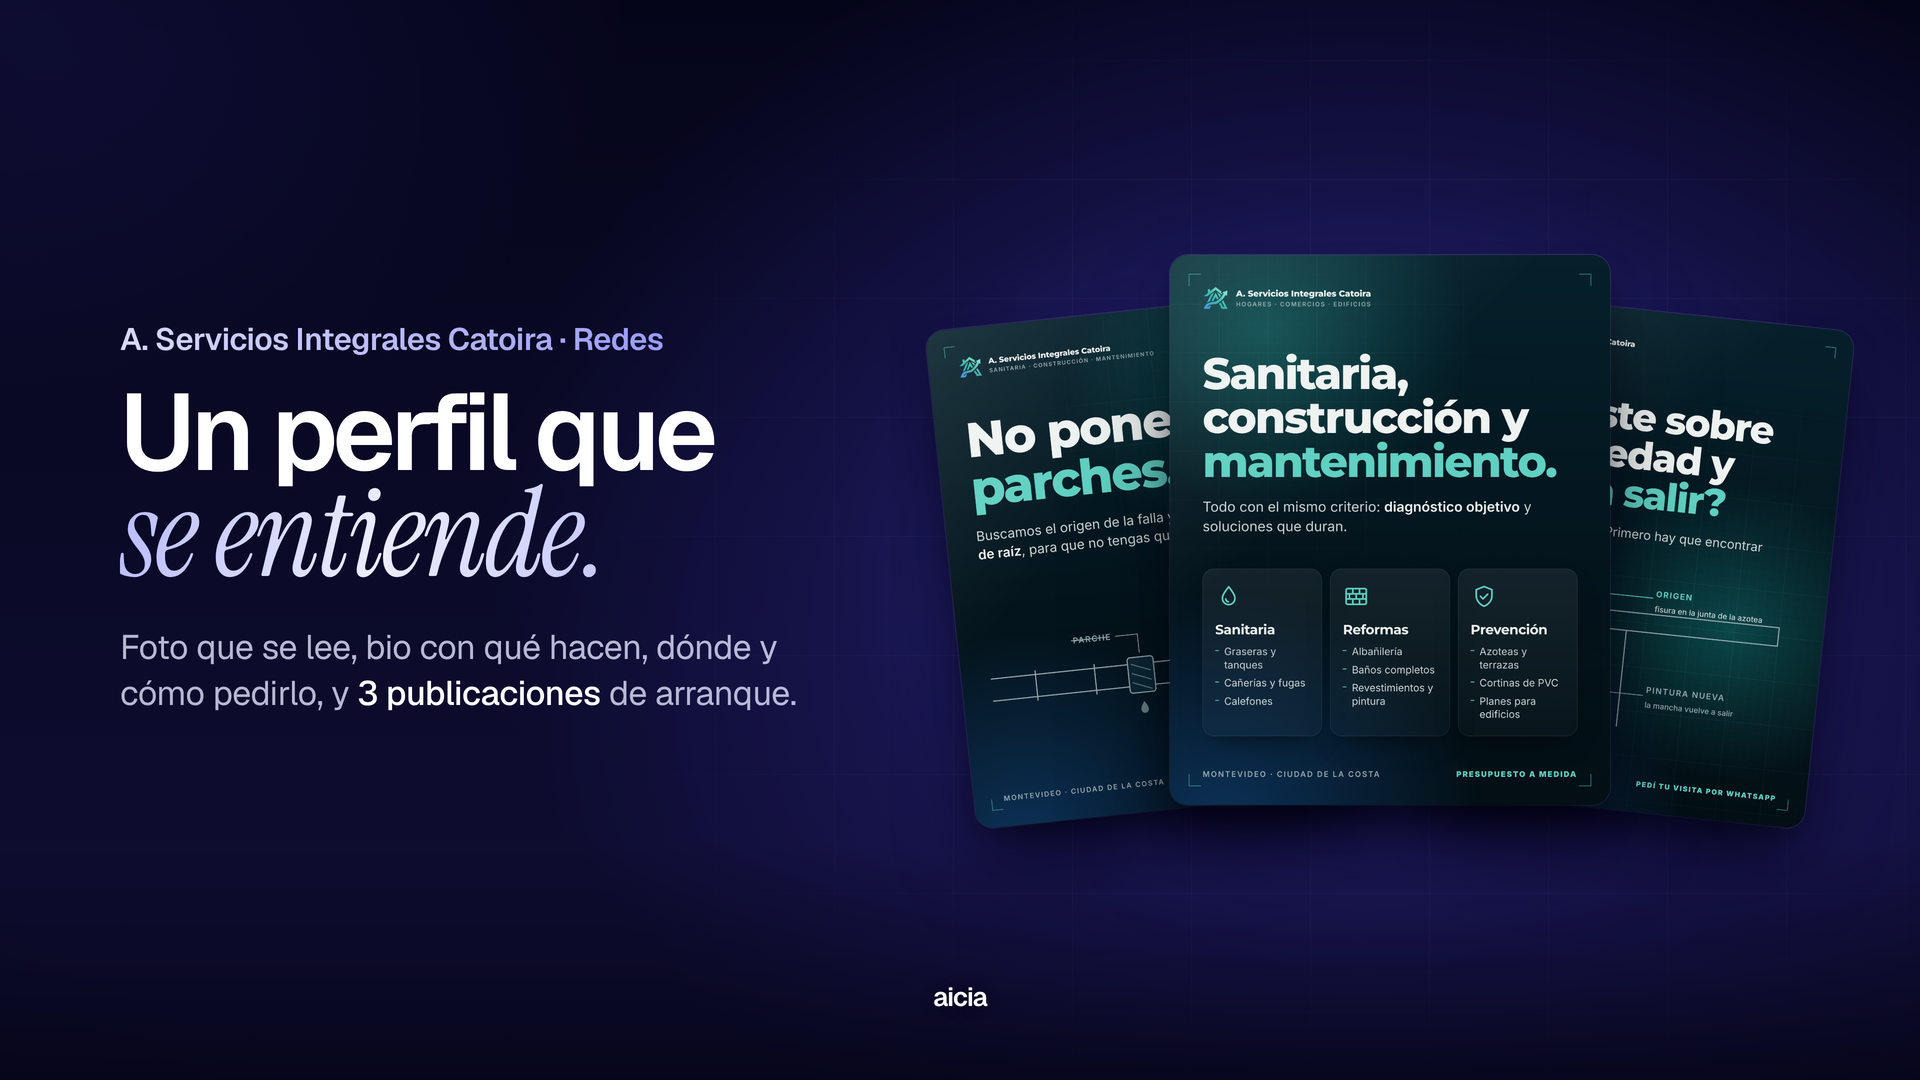 A. Servicios Integrales Catoira · Redes
Un perfil que
se entiende.
Foto que se lee, bio con qué hacen, dónde y
cómo pedirlo, y 3 publicaciones de arranque.
A. Servicios Integrales Catoira
SANITARIA · CONSTRUCCIÓN · MANTENIMIENTO
No pone
parches.
Buscamos el origen de la falla y
de raíz, para que no tengas qu
PARCHE
MONTEVIDEO · CIUDAD DE LA COSTA
A. Servicios Integrales Catoira
HOGARES · COMERCIOS · EDIFICIOS
Sanitaria,
construcción y
mantenimiento.
Todo con el mismo criterio: diagnóstico objetivo y
soluciones que duran.
Sanitaria
- Graseras y
tanques
- Cañerías y fugas
- Calefones
Reformas
- Albañilería
- Baños completos
- Revestimientos y
pintura
Prevención
- Azoteas y
terrazas
- Cortinas de PVC
- Planes para
edificios
MONTEVIDEO · CIUDAD DE LA COSTA
PRESUPUESTO A MEDIDA
Catoira
ste sobre
edad y
salir?
Primero hay que encontrar
ORIGEN
fisura en la junta de la azotea
PINTURA NUEVA
la mancha vuelve a salir
PEDÍ TU VISITA POR WHATSAPP
aicia